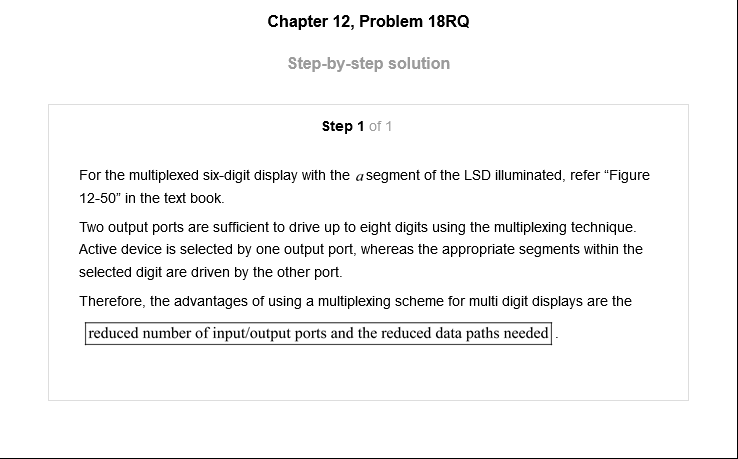 Chapter 12, Problem 18RQ
Step-by-step solution
Step 1 of 1
For the multiplexed six-digit display with the a segment of the LSD illuminated, refer “Figure
12-50” in the text book.
Two output ports are sufficient to drive up to eight digits using the multiplexing technique.
Active device is selected by one output port, whereas the appropriate segments within the
selected digit are driven by the other port.
Therefore, the advantages of using a multiplexing scheme for multi digit displays are the
reduced number of input/output ports and the reduced data paths needed.